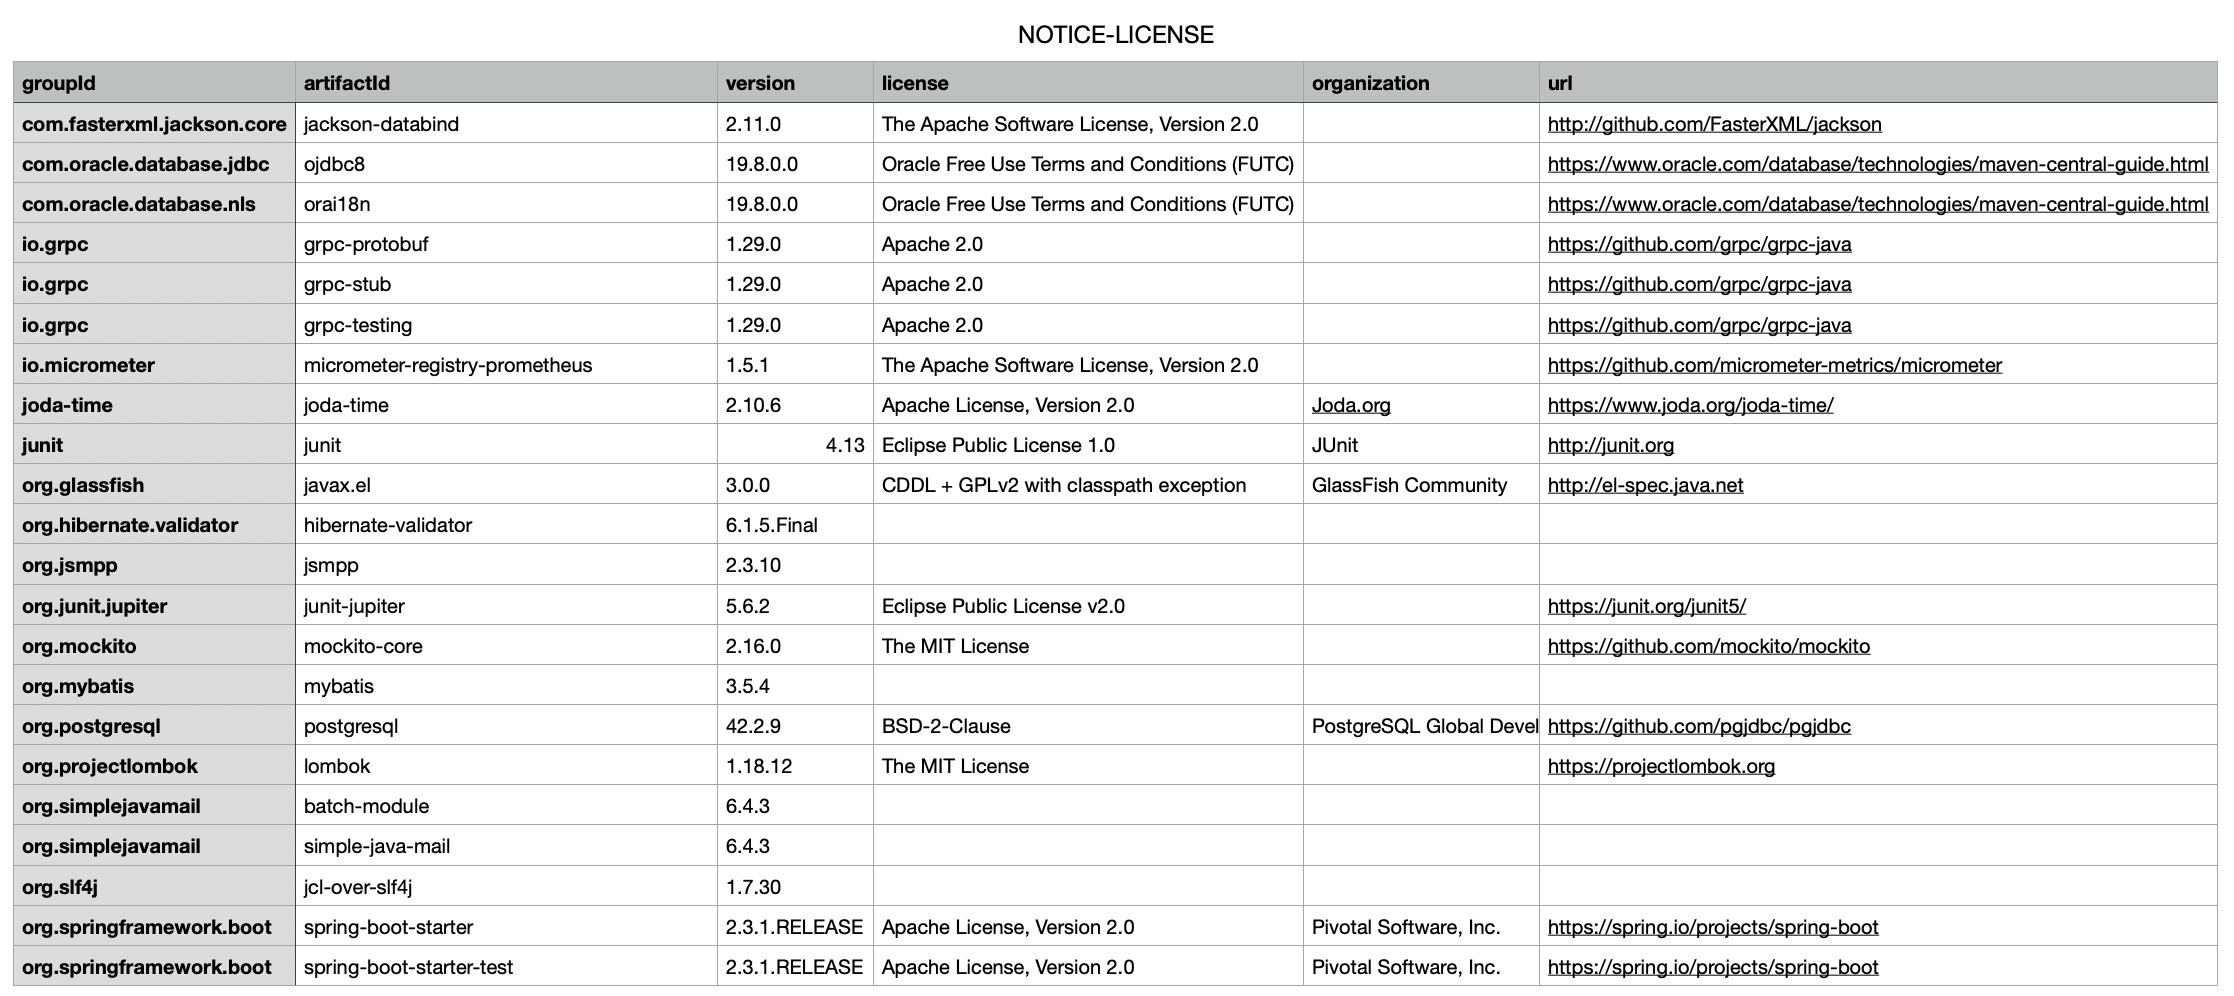 NOTICE-LICENSE
groupId artifactId version license organization url
com.fasterxml.jackson.core jackson-databind 2.11.0 The Apache Software License, Version 2.0 http://github.com/FasterXML/jackson
com.oracle.database.jdbc ojdbc8 19.8.0.0 Oracle Free Use Terms and Conditions (FUTC) https://www.oracle.com/database/technologies/maven-central-guide.html
com.oracle.database.nls orai18n 19.8.0.0 Oracle Free Use Terms and Conditions (FUTC) https://www.oracle.com/database/technologies/maven-central-guide.html
io.grpc grpc-protobuf 1.29.0 Apache 2.0 https://github.com/grpc/grpc-java
io.grpc grpc-stub 1.29.0 Apache 2.0 https://github.com/grpc/grpc-java
io.grpc grpc-testing 1.29.0 Apache 2.0 https://github.com/grpc/grpc-java
io.micrometer micrometer-registry-prometheus 1.5.1 The Apache Software License, Version 2.0 https://github.com/micrometer-metrics/micrometer
joda-time joda-time 2.10.6 Apache License, Version 2.0 Joda.org https://www.joda.org/joda-time/
junit junit 4.13 Eclipse Public License 1.0 JUnit http://junit.org
org.glassfish javax.el 3.0.0 CDDL + GPLv2 with classpath exception GlassFish Community http://el-spec.java.net
org.hibernate.validator hibernate-validator 6.1.5.Final
org.jsmpp jsmpp 2.3.10
org.junit.jupiter junit-jupiter 5.6.2 Eclipse Public License v2.0 https://junit.org/junit5/
org.mockito mockito-core 2.16.0 The MIT License https://github.com/mockito/mockito
org.mybatis mybatis 3.5.4
org.postgresql postgresql 42.2.9 BSD-2-Clause PostgreSQL Global Devel https://github.com/pgjdbc/pgjdbc
org.projectlombok lombok 1.18.12 The MIT License https://projectlombok.org
org.simplejavamail batch-module 6.4.3
org.simplejavamail simple-java-mail 6.4.3
org.slf4j jcl-over-slf4j 1.7.30
org.springframework.boot spring-boot-starter 2.3.1.RELEASE Apache License, Version 2.0 Pivotal Software, Inc. https://spring.io/projects/spring-boot
org.springframework.boot spring-boot-starter-test 2.3.1.RELEASE Apache License, Version 2.0 Pivotal Software, Inc. https://spring.io/projects/spring-boot